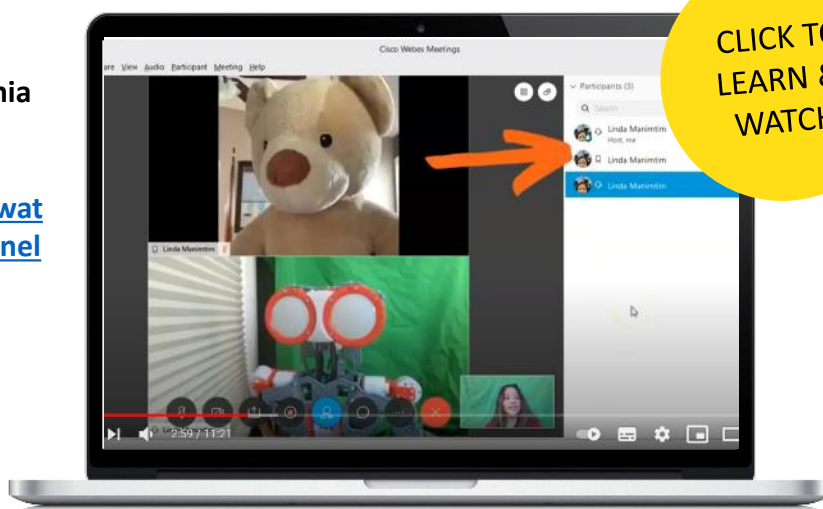 nia
wat
nel
CLICK TO
LEARN &
WATCH
Cisco Webex Meetings
are View Audio Participant Meeting Help
Participants (3)
Search
Linda Manimtim
Host, me
Linda Manimtim
Linda Manimtim
Linda Manimtim
2:59 / 11:21